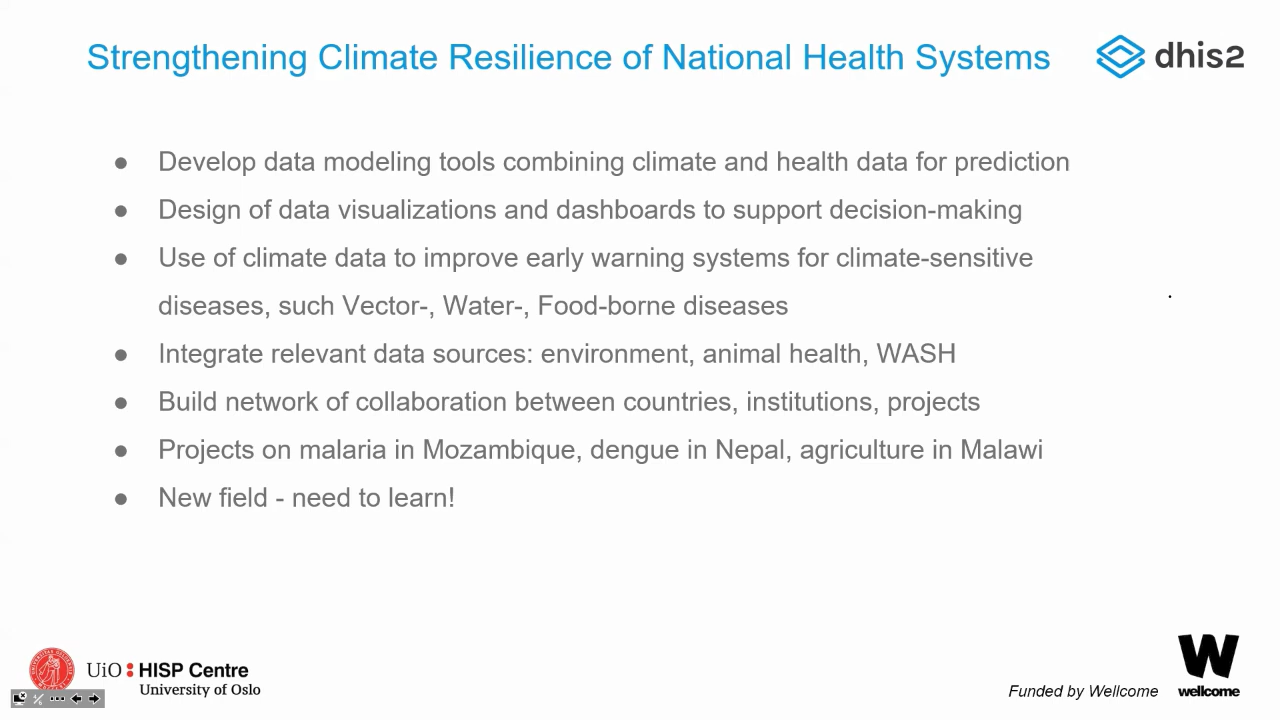 Strengthening Climate Resilience of National Health Systems
dhis2
● Develop data modeling tools combining climate and health data for prediction
● Design of data visualizations and dashboards to support decision-making
● Use of climate data to improve early warning systems for climate-sensitive
diseases, such Vector-, Water-, Food-borne diseases
● Integrate relevant data sources: environment, animal health, WASH
● Build network of collaboration between countries, institutions, projects
● Projects on malaria in Mozambique, dengue in Nepal, agriculture in Malawi
● New field - need to learn!
UiO : HISP Centre
University of Oslo
Funded by Wellcome
W
wellcome